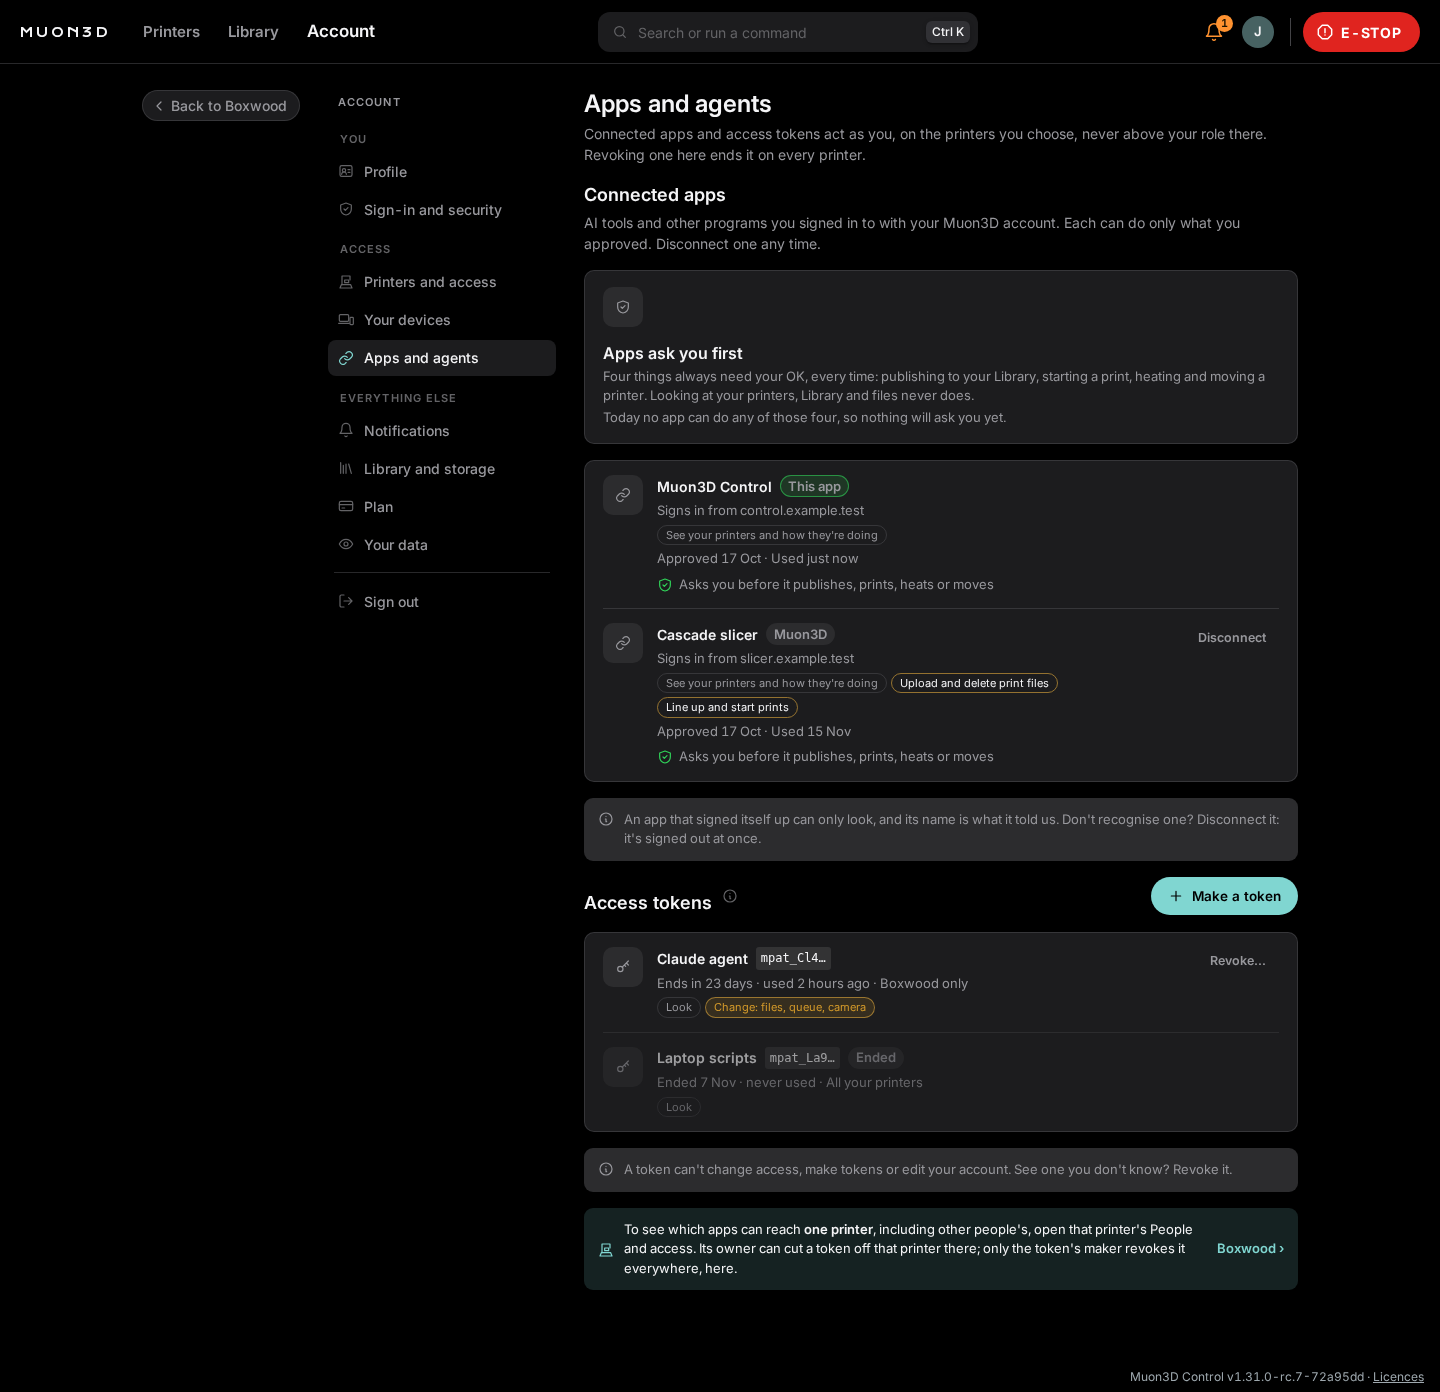 MUON3D
Printers
Library
Account
Search or run a command
Ctrl K
1
J
E-STOP
Back to Boxwood
ACCOUNT
YOU
Profile
Sign-in and security
ACCESS
Printers and access
Your devices
Apps and agents
EVERYTHING ELSE
Notifications
Library and storage
Plan
Your data
Sign out
Apps and agents
Connected apps and access tokens act as you, on the printers you choose, never above your role there.
Revoking one here ends it on every printer.
Connected apps
AI tools and other programs you signed in to with your Muon3D account. Each can do only what you
approved. Disconnect one any time.
Apps ask you first
Four things always need your OK, every time: publishing to your Library, starting a print, heating and moving a
printer. Looking at your printers, Library and files never does.
Today no app can do any of those four, so nothing will ask you yet.
Muon3D Control This app
Signs in from control.example.test
See your printers and how they're doing
Approved 17 Oct · Used just now
Asks you before it publishes, prints, heats or moves
Cascade slicer Muon3D Disconnect
Signs in from slicer.example.test
See your printers and how they're doing Upload and delete print files
Line up and start prints
Approved 17 Oct · Used 15 Nov
Asks you before it publishes, prints, heats or moves
An app that signed itself up can only look, and its name is what it told us. Don't recognise one? Disconnect it:
it's signed out at once.
Access tokens
Make a token
Claude agent mpat_Cl4… Revoke...
Ends in 23 days · used 2 hours ago · Boxwood only
Look Change: files, queue, camera
Laptop scripts mpat_La9… Ended
Ended 7 Nov · never used · All your printers
Look
A token can't change access, make tokens or edit your account. See one you don't know? Revoke it.
To see which apps can reach one printer, including other people's, open that printer's People
and access. Its owner can cut a token off that printer there; only the token's maker revokes it
everywhere, here.
Boxwood ›
Muon3D Control v1.31.0-rc.7-72a95dd · Licences